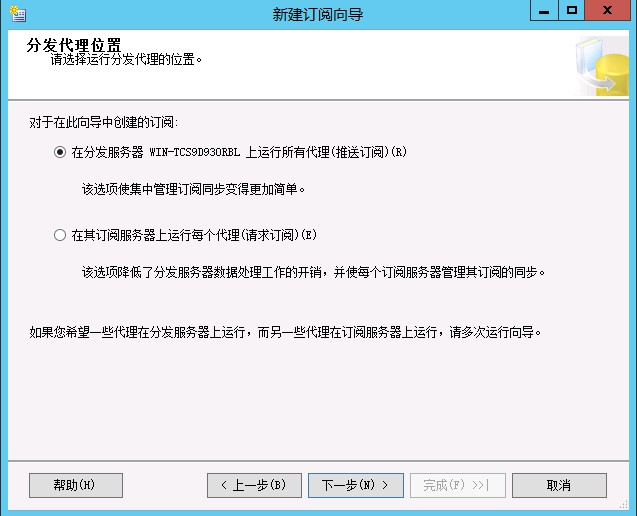 新建订阅向导
分发代理位置
请选择运行分发代理的位置。
对于在此向导中创建的订阅:
在分发服务器 WIN-TCS9D930RBL 上运行所有代理(推送订阅)(R)
该选项使集中管理订阅同步变得更加简单。
在其订阅服务器上运行每个代理(请求订阅)(E)
该选项降低了分发服务器数据处理工作的开销，并使每个订阅服务器管理其订阅的同步。
如果您希望一些代理在分发服务器上运行，而另一些代理在订阅服务器上运行，请多次运行向导。
帮助(H) < 上一步(B) 下一步(N) > 完成(F) >>| 取消